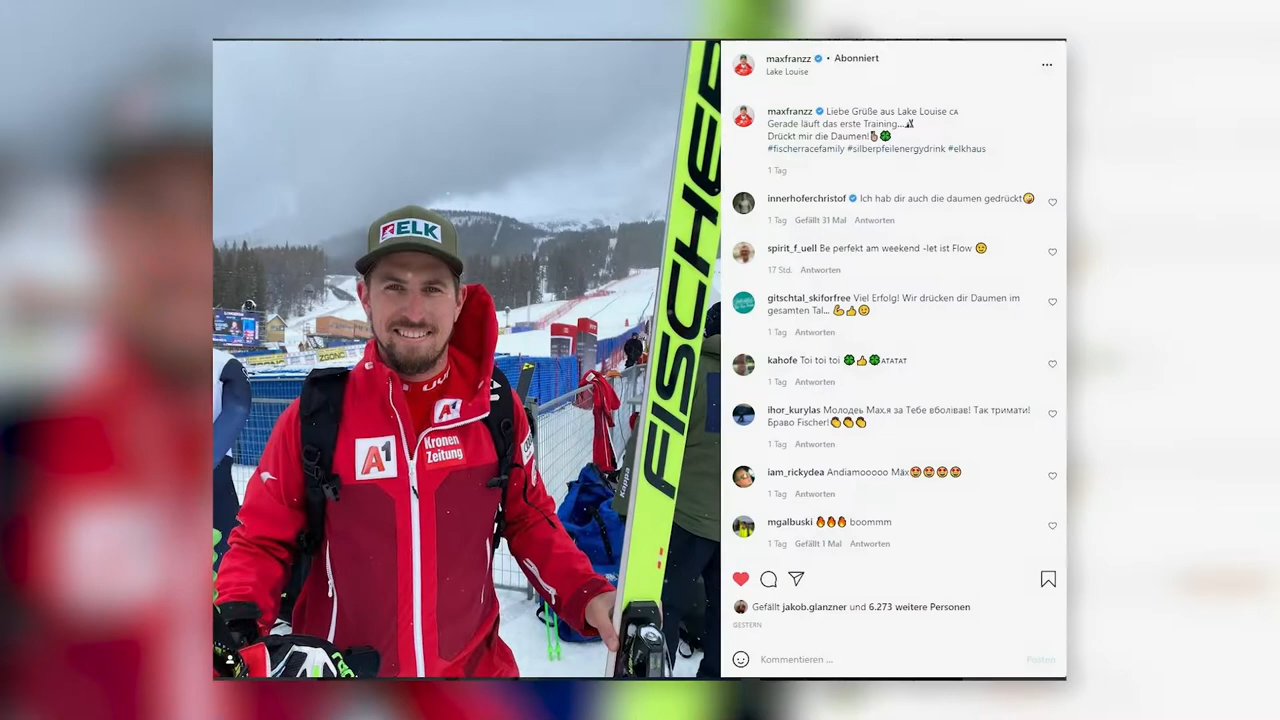 maxfranzz • Abonniert
Lake Louise
maxfranzz Liebe Grüße aus Lake Louise CA
Gerade läuft das erste Training...
Drückt mir die Daumen!
#fischerracefamily #silberpfeilenergydrink #elkhaus
1 Tag
innerhoferchristof Ich hab dir auch die daumen gedrückt
1 Tag Gefällt 31 Mal Antworten
spirit_f_uell Be perfekt am weekend -let ist Flow
17 Std. Antworten
gitschtal_skiforfree Viel Erfolg! Wir drücken dir Daumen im
gesamten Tal...
1 Tag Antworten
kahofe Toi toi toi ATATAT
1 Tag Antworten
ihor_kurylas Молодеь Мах,я за Тебе вболівав! Так тримати!
Браво Fischer!
1 Tag Antworten
iam_rickydea Andiamooooo Mäx
1 Tag Antworten
mgalbuski boommm
1 Tag Gefällt 1 Mal Antworten
Gefällt jakob.glanzner und 6.273 weitere Personen
GESTERN
Kommentieren ...
Posten
ELK
FISCHER
A1
Kronen
Zeitung
Kappa